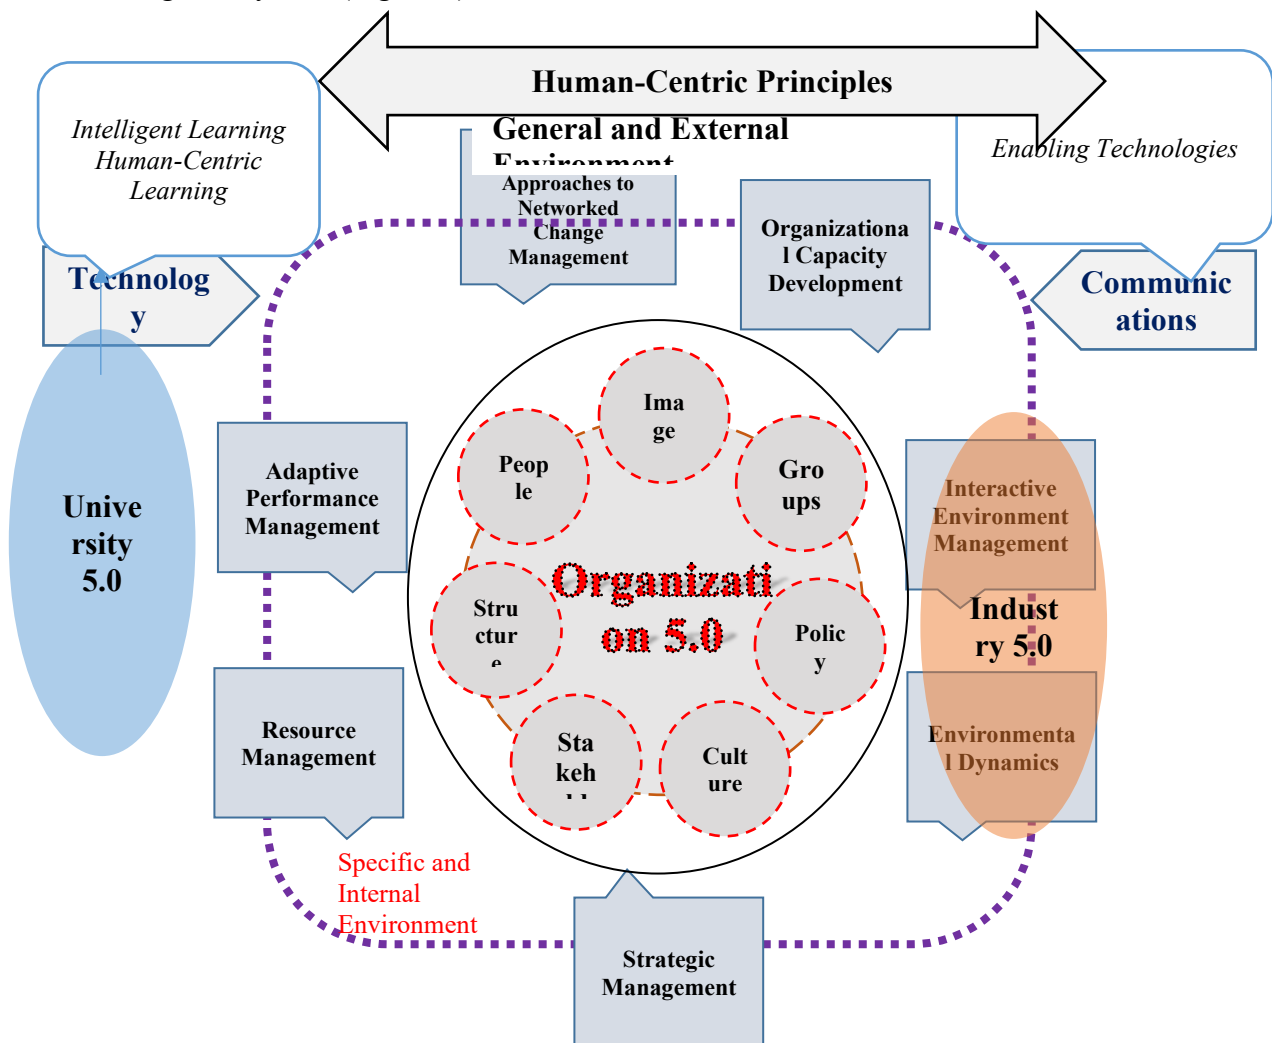 Human-Centric Principles
Intelligent Learning
Human-Centric
Learning
General and External
Environment
Enabling Technologies
Approaches to
Networked
Change
Management
Organizationa
l Capacity
Development
Technolog
y
Communic
ations
Ima
ge
Peop
le
Gro
ups
Adaptive
Performance
Management
Interactive
Environment
Management
Unive
rsity
5.0
Organizati
on 5.0
Stru
ctur
e
Polic
y
Indust
ry 5.0
Resource
Management
Sta
keh
Cult
ure
Environmenta
l Dynamics
Specific and
Internal
Environment
Strategic
Management